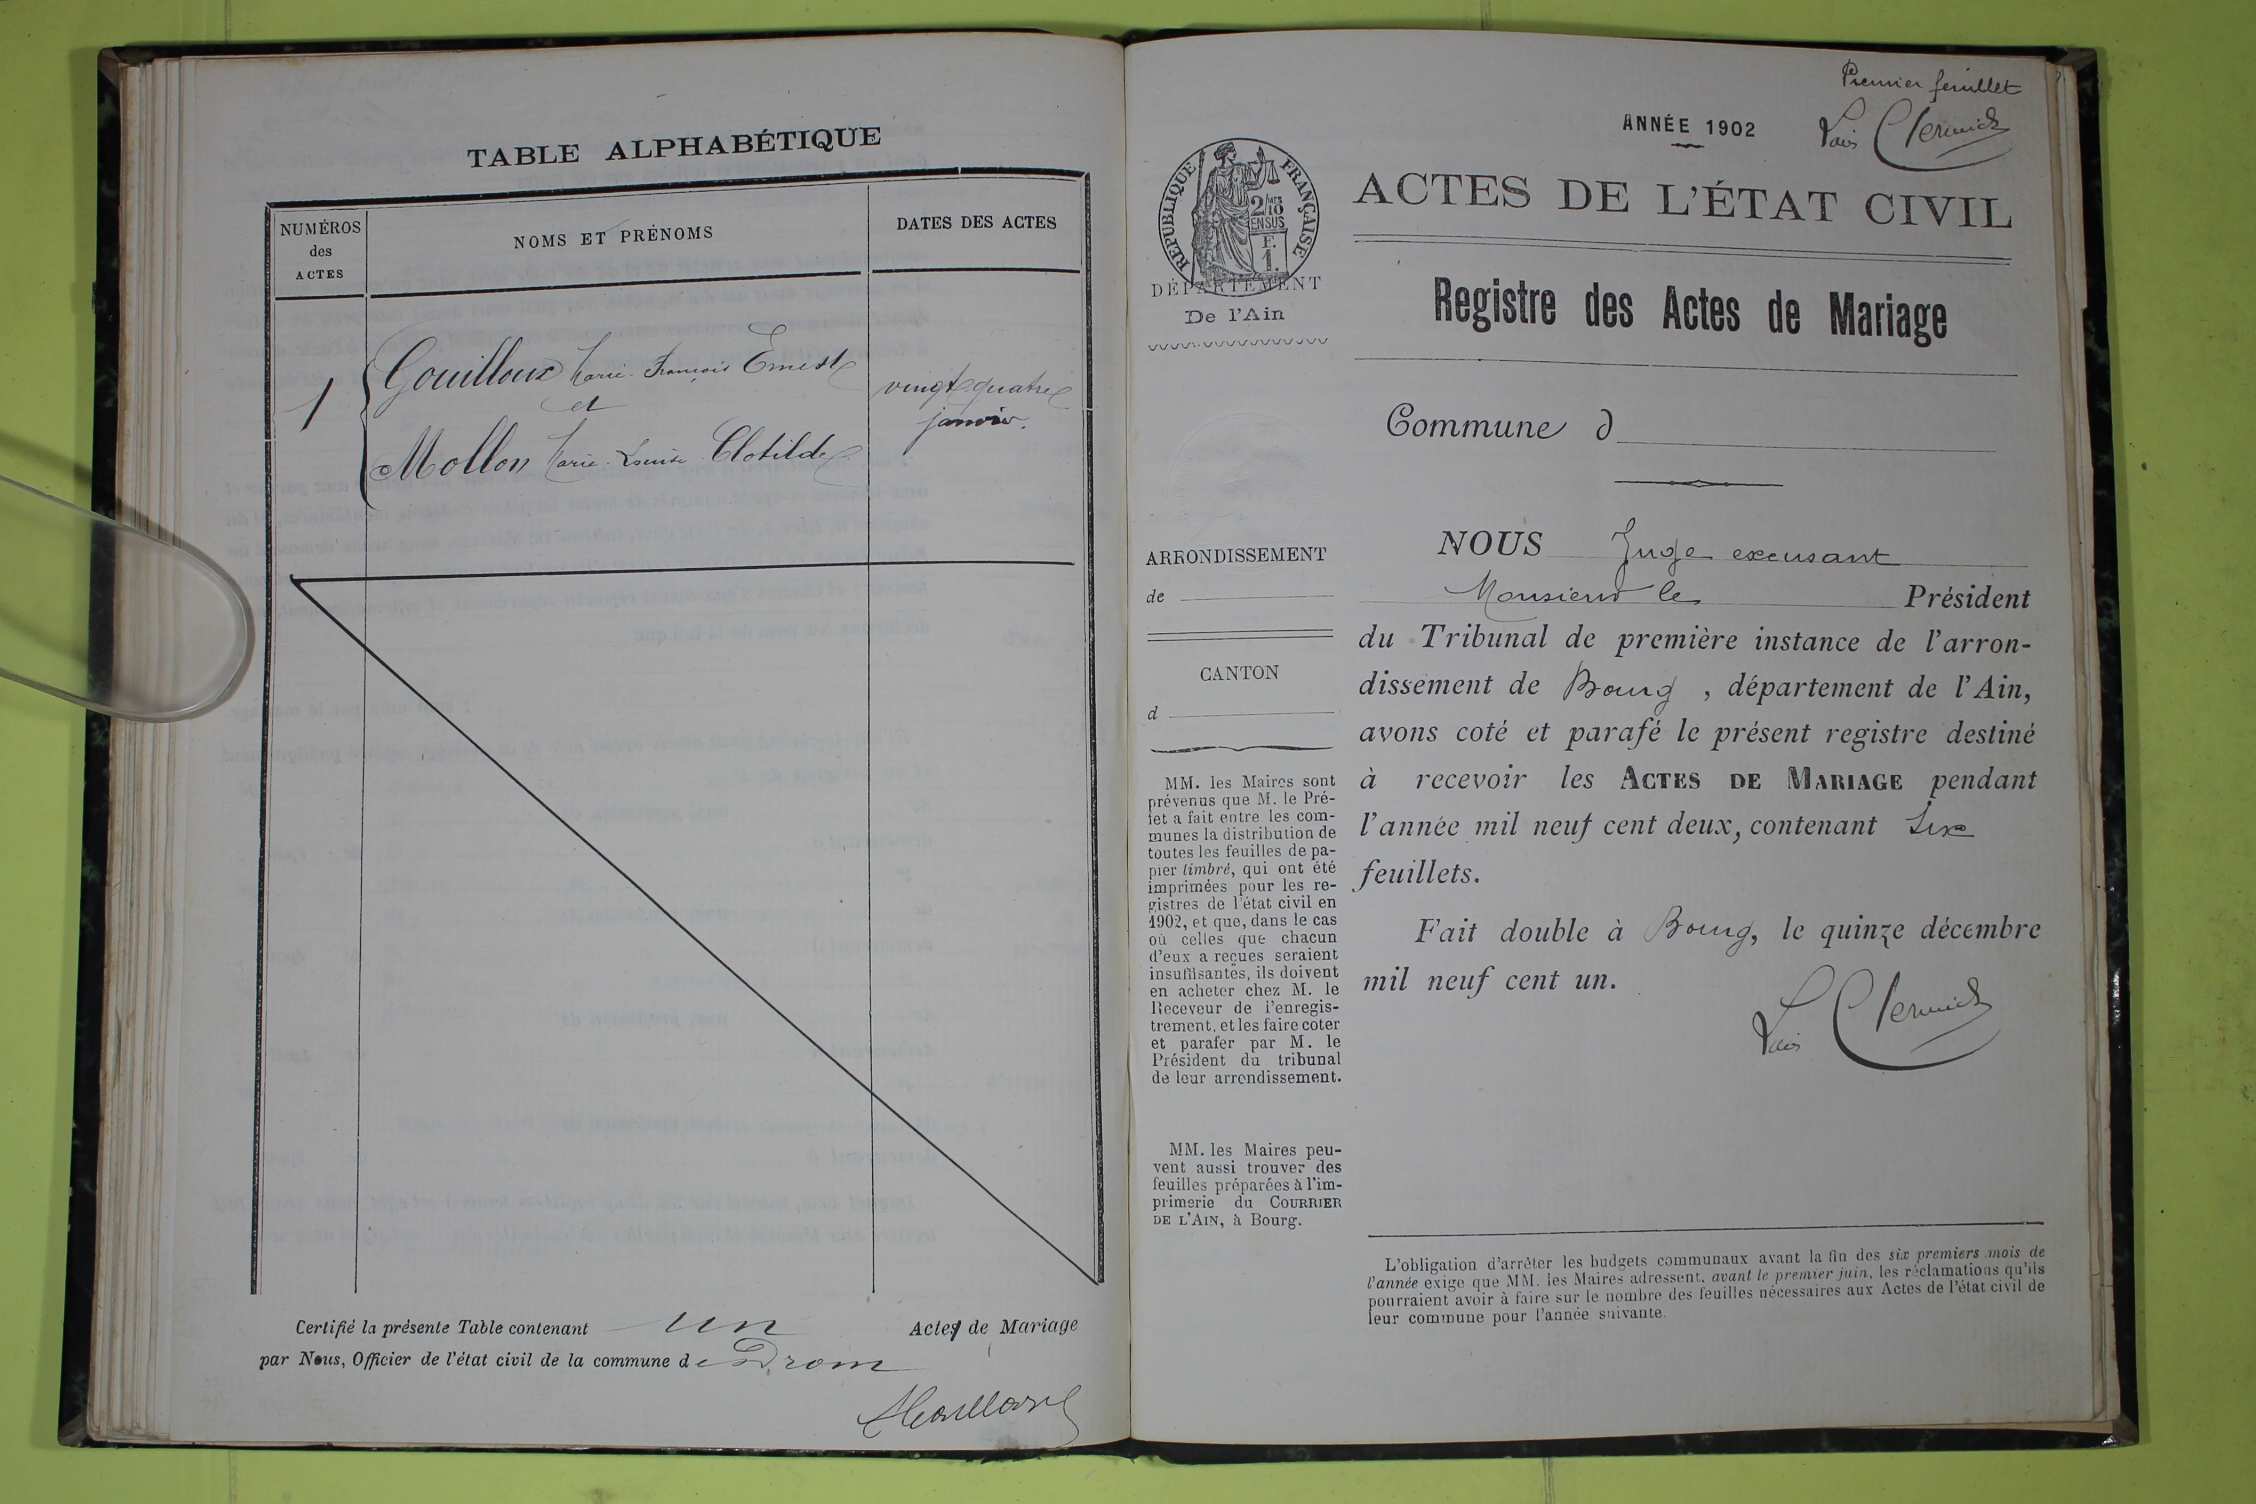 TABLE ALPHABÉTIQUE
NUMÉROS
des
ACTES
NOMS ET PRÉNOMS
DATES DES ACTES
1
Gouilloux Marie-François Ernest
et
Mollon Marie-Louise Clotilde
vingt-quatre
janvier.
Certifié la présente Table contenant un Acte de Mariage
par Nous, Officier de l'état civil de la commune de Drom
Premier feuillet
ANNÉE 1902
RÉPUBLIQUE FRANÇAISE
2/10
EN SUS
F.
1.
DÉPARTEMENT
De l'Ain
ACTES DE L'ÉTAT CIVIL
Registre des Actes de Mariage
Commune d
ARRONDISSEMENT
de
CANTON
d
MM. les Maires sont
prévenus que M. le Pré-
fet a fait entre les com-
munes la distribution de
toutes les feuilles de pa-
pier timbré, qui ont été
imprimées pour les re-
gistres de l'état civil en
1902, et que, dans le cas
où celles que chacun
d'eux a reçues seraient
insuffisantes, ils doivent
en acheter chez M. le
Receveur de l'enregis-
trement, et les faire coter
et parafer par M. le
Président du tribunal
de leur arrondissement.
MM. les Maires peu-
vent aussi trouver des
feuilles préparées à l'im-
primerie du COURRIER
DE L'AIN, à Bourg.
NOUS Juge excusant
Monsieur le Président
du Tribunal de première instance de l'arron-
dissement de Bourg, département de l'Ain,
avons coté et parafé le présent registre destiné
à recevoir les ACTES DE MARIAGE pendant
l'année mil neuf cent deux, contenant six
feuillets.
Fait double à Bourg, le quinze décembre
mil neuf cent un.
L'obligation d'arrêter les budgets communaux avant la fin des six premiers mois de
l'année exige que MM. les Maires adressent, avant le premier juin, les réclamations qu'ils
pourraient avoir à faire sur le nombre des feuilles nécessaires aux Actes de l'état civil de
leur commune pour l'année suivante.